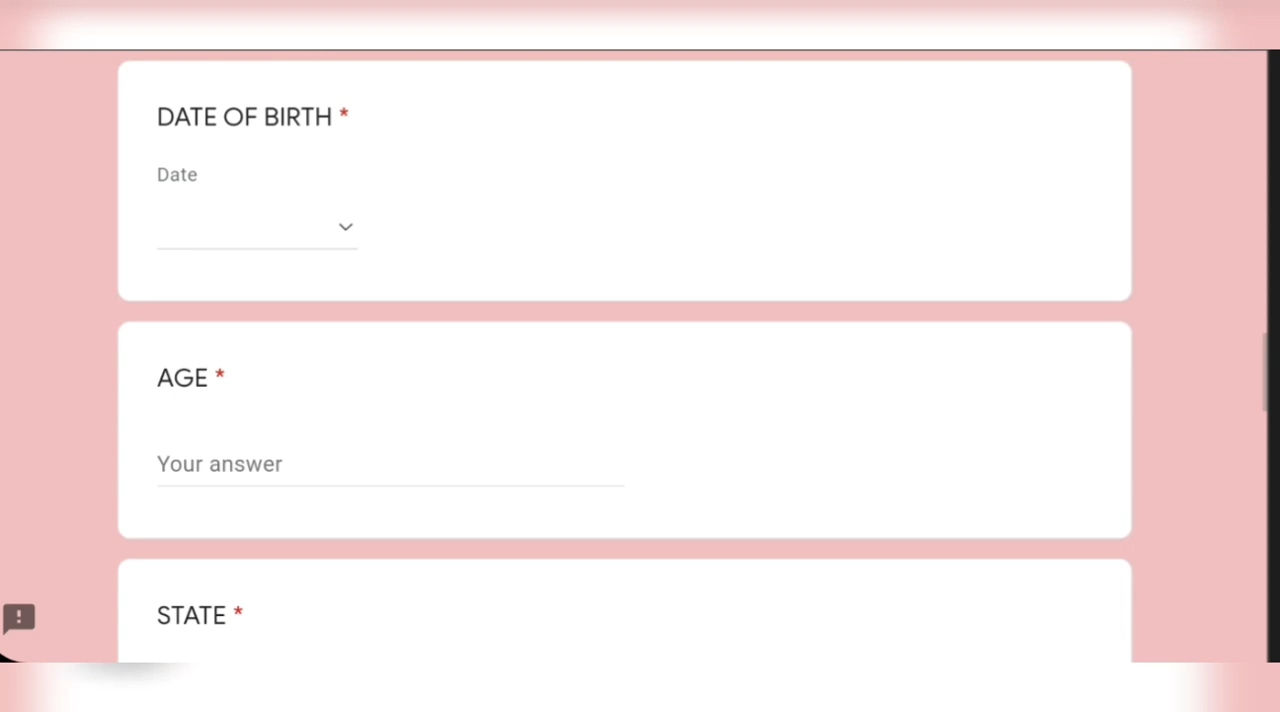 DATE OF BIRTH *
Date
AGE *
Your answer
STATE *